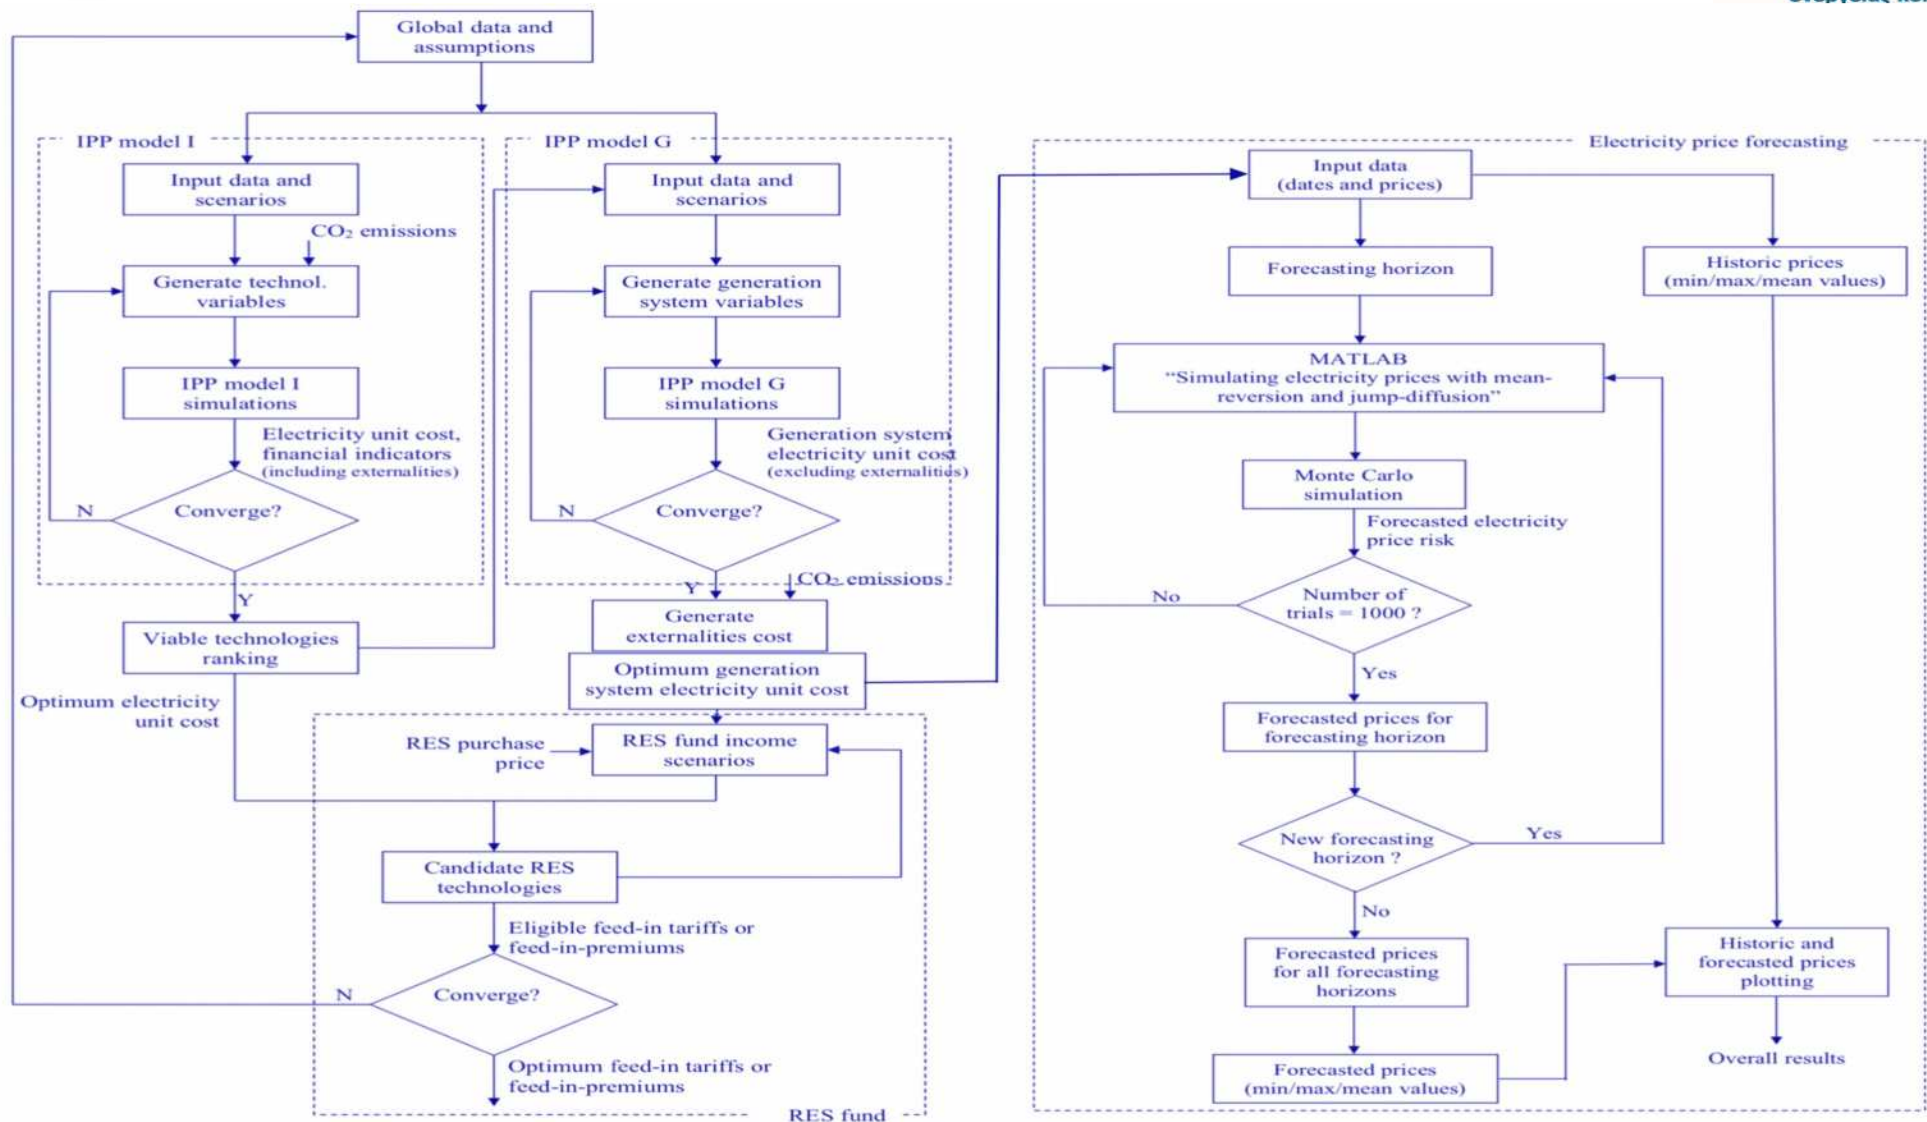 Global data and
assumptions
IPP model I
Input data and
scenarios
CO₂ emissions
Generate technol.
variables
IPP model I
simulations
Electricity unit cost,
financial indicators
(including externalities)
Converge?
N
Y
Viable technologies
ranking
Optimum electricity
unit cost
IPP model G
Input data and
scenarios
Generate generation
system variables
IPP model G
simulations
Generation system
electricity unit cost
(excluding externalities)
Converge?
N
Y
CO₂ emissions
Generate
externalities cost
Optimum generation
system electricity unit cost
RES purchase
price
RES fund income
scenarios
Candidate RES
technologies
Eligible feed-in tariffs or
feed-in-premiums
Converge?
N
Optimum feed-in tariffs or
feed-in-premiums
RES fund
Electricity price forecasting
Input data
(dates and prices)
Forecasting horizon
Historic prices
(min/max/mean values)
MATLAB
“Simulating electricity prices with mean-
reversion and jump-diffusion”
Monte Carlo
simulation
Forecasted electricity
price risk
Number of
trials = 1000 ?
No
Yes
Forecasted prices for
forecasting horizon
New forecasting
horizon ?
Yes
No
Forecasted prices
for all forecasting
horizons
Forecasted prices
(min/max/mean values)
Historic and
forecasted prices
plotting
Overall results